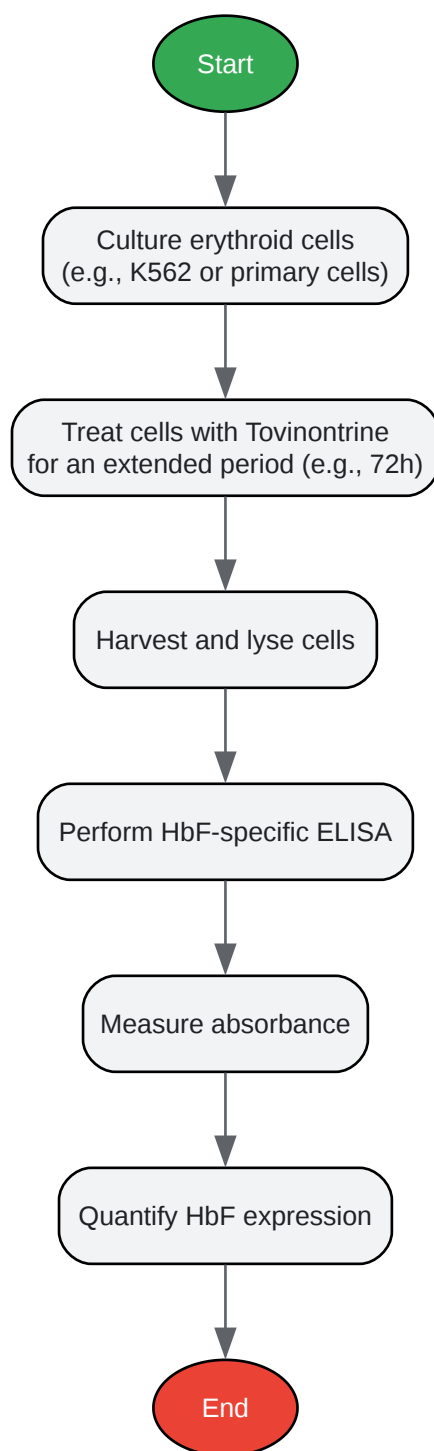 Start
Culture erythroid cells
(e.g., K562 or primary cells)
Treat cells with Tovinontrine
for an extended period (e.g., 72h)
Harvest and lyse cells
Perform HbF-specific ELISA
Measure absorbance
Quantify HbF expression
End